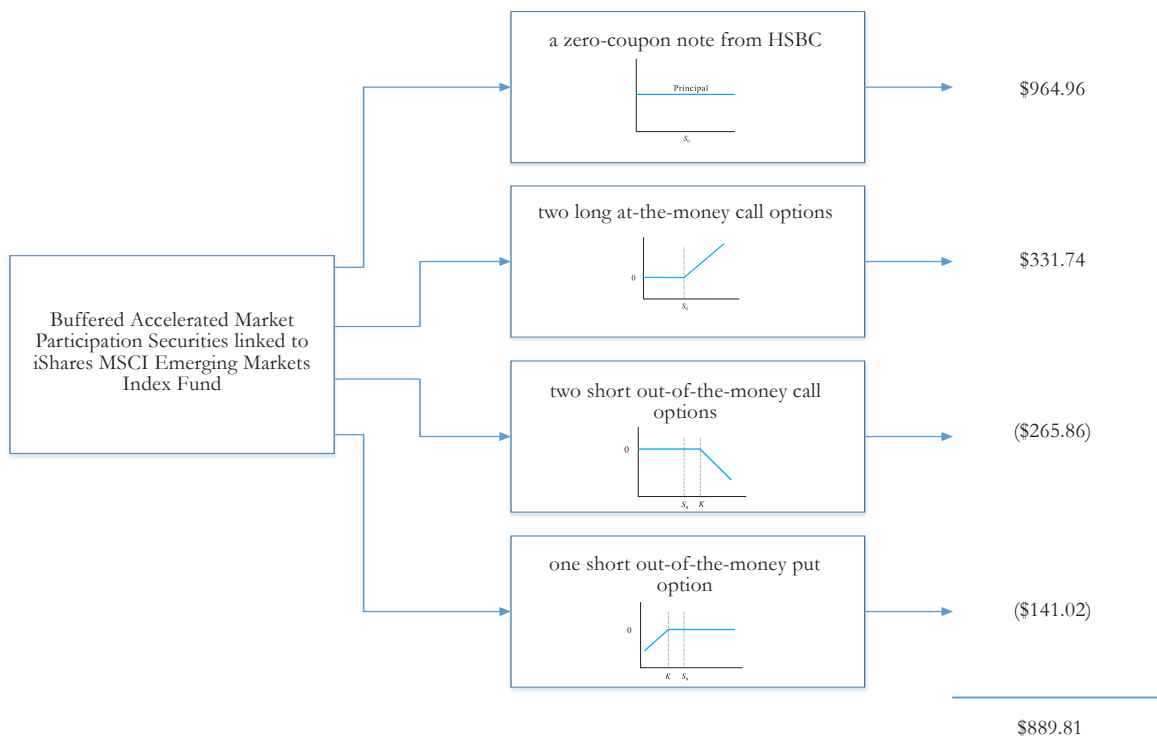 Buffered Accelerated Market
Participation Securities linked to
iShares MSCI Emerging Markets
Index Fund
a zero-coupon note from HSBC
Principal
S₀
$964.96
two long at-the-money call options
0
S₀
$331.74
two short out-of-the-money call
options
0
S₀ K
($265.86)
one short out-of-the-money put
option
0
K S₀
($141.02)
$889.81